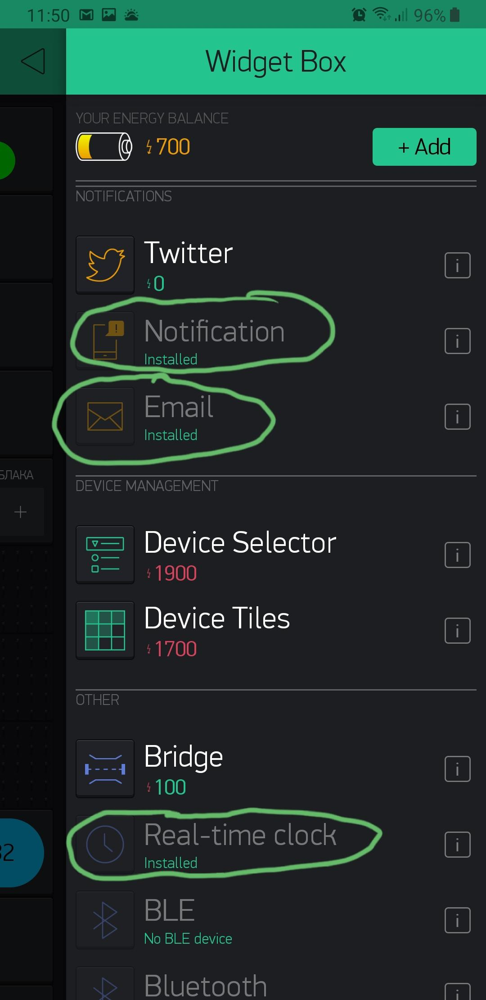 11:50 96%
Widget Box
YOUR ENERGY BALANCE
700
+ Add
NOTIFICATIONS
Twitter
0
i
Notification
Installed
i
Email
Installed
i
БЛАКА
+
DEVICE MANAGEMENT
Device Selector
1900
i
Device Tiles
1700
i
OTHER
Bridge
100
i
Real-time clock
Installed
i
32
BLE
No BLE device
i
Bluetooth
i